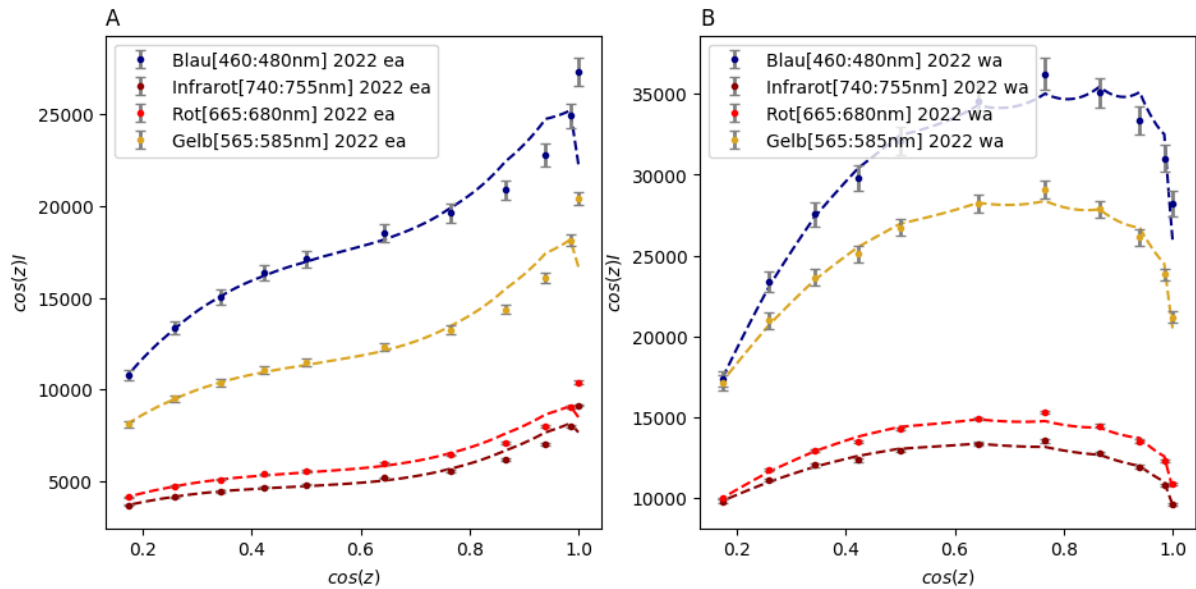 A
Blau[460:480nm] 2022 ea
Infrarot[740:755nm] 2022 ea
Rot[665:680nm] 2022 ea
Gelb[565:585nm] 2022 ea
25000
20000
15000
10000
5000
cos(z)I
0.2 0.4 0.6 0.8 1.0
cos(z)
B
Blau[460:480nm] 2022 wa
Infrarot[740:755nm] 2022 wa
Rot[665:680nm] 2022 wa
Gelb[565:585nm] 2022 wa
35000
30000
25000
20000
15000
10000
cos(z)I
0.2 0.4 0.6 0.8 1.0
cos(z)